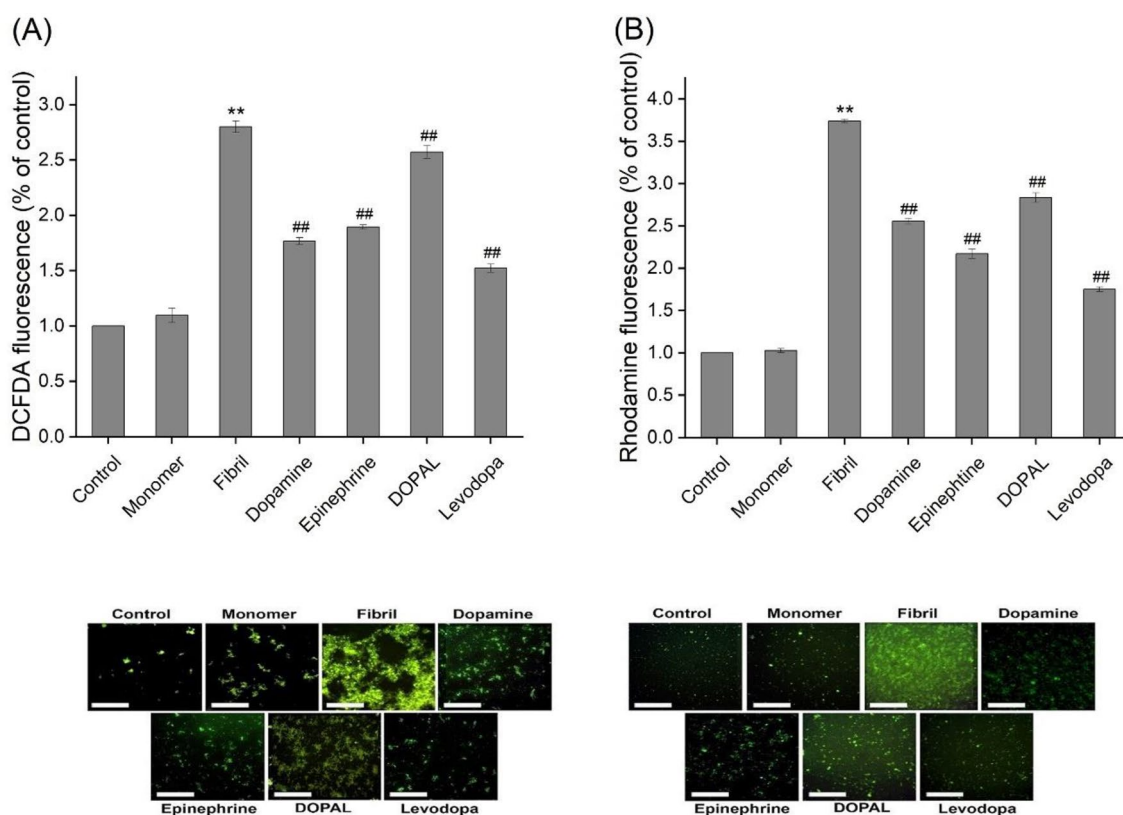 (A)
DCFDA fluorescence (% of control)
3.0
2.5
2.0
1.5
1.0
0.5
0.0
**
##
##
##
##
Control
Monomer
Fibril
Dopamine
Epinephrine
DOPAL
Levodopa
Control Monomer Fibril Dopamine
Epinephrine DOPAL Levodopa
(B)
Rhodamine fluorescence (% of control)
4.0
3.5
3.0
2.5
2.0
1.5
1.0
0.5
0.0
**
##
##
##
##
Control
Monomer
Fibril
Dopamine
Epinephtine
DOPAL
Levodopa
Control Monomer Fibril Dopamine
Epinephrine DOPAL Levodopa